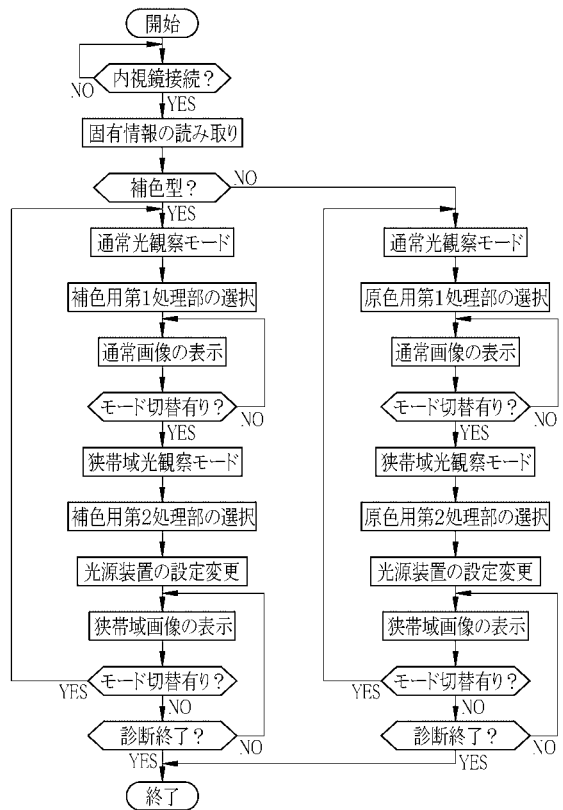 開始
内視鏡接続？
NO
YES
固有情報の読み取り
補色型？
NO
YES
通常光観察モード
補色用第1処理部の選択
通常画像の表示
モード切替有り？
NO
YES
狭帯域光観察モード
補色用第2処理部の選択
光源装置の設定変更
狭帯域画像の表示
モード切替有り？
YES
NO
診断終了？
NO
YES
通常光観察モード
原色用第1処理部の選択
通常画像の表示
モード切替有り？
NO
YES
狭帯域光観察モード
原色用第2処理部の選択
光源装置の設定変更
狭帯域画像の表示
モード切替有り？
YES
NO
診断終了？
NO
YES
終了